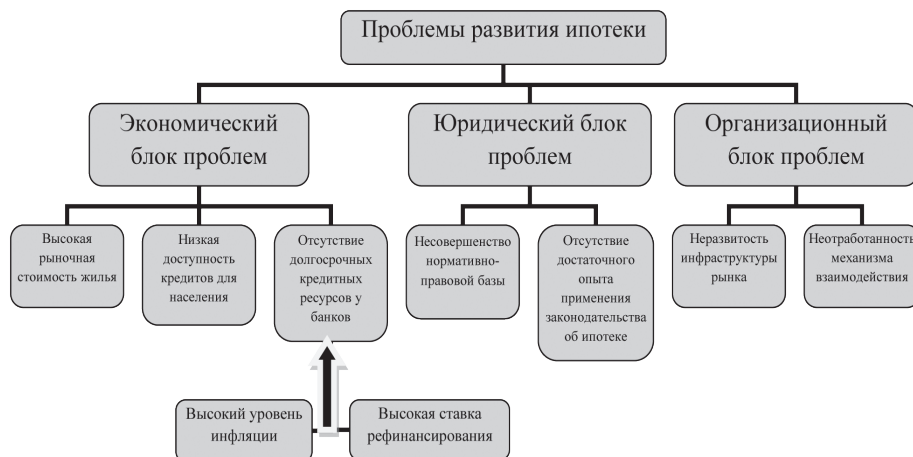 Проблемы развития ипотеки
Экономический
блок проблем
Юридический блок
проблем
Организационный
блок проблем
Высокая
рыночная
стоимость жилья
Низкая
доступность
кредитов для
населения
Отсутствие
долгосрочных
кредитных
ресурсов у
банков
Несовершенство
нормативно-
правовой базы
Отсутствие
достаточного
опыта
применения
законодательства
об ипотеке
Неразвитость
инфраструктуры
рынка
Неотработанность
механизма
взаимодействия
Высокий уровень
инфляции
Высокая ставка
рефинансирования